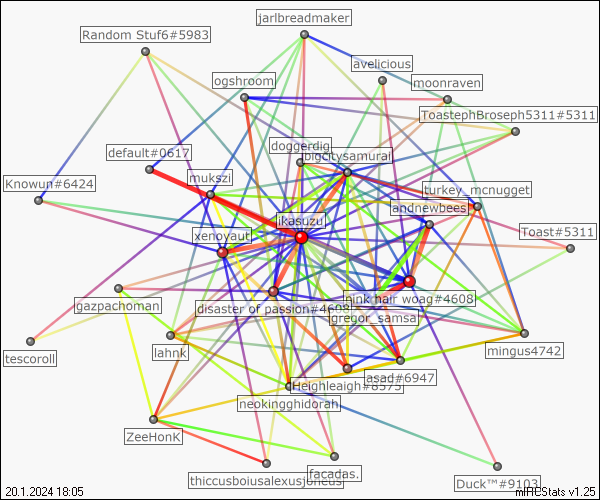 jarlbreadmaker
Random Stuf6#5983
avelicious
ogshroom
moonraven
ToastephBroseph5311#5311
doggerdig
bigcitysamurai
default#0617
mukszi
Knowun#6424
turkey_mcnugget
andnewbees
jkasuzu
xenoyaut
Toast#5311
gazpachoman
disaster of passion#4608
pink hair woag#4608
gregor_samsa
mingus4742
lahnk
tescoroll
asad#6947
Heighleaigh#8575
neokingghidorah
ZeeHonK
facadas.
thiccusboiusalexusjoneus
Duck™#9103
20.1.2024 18:05
mIRCStats v1.25